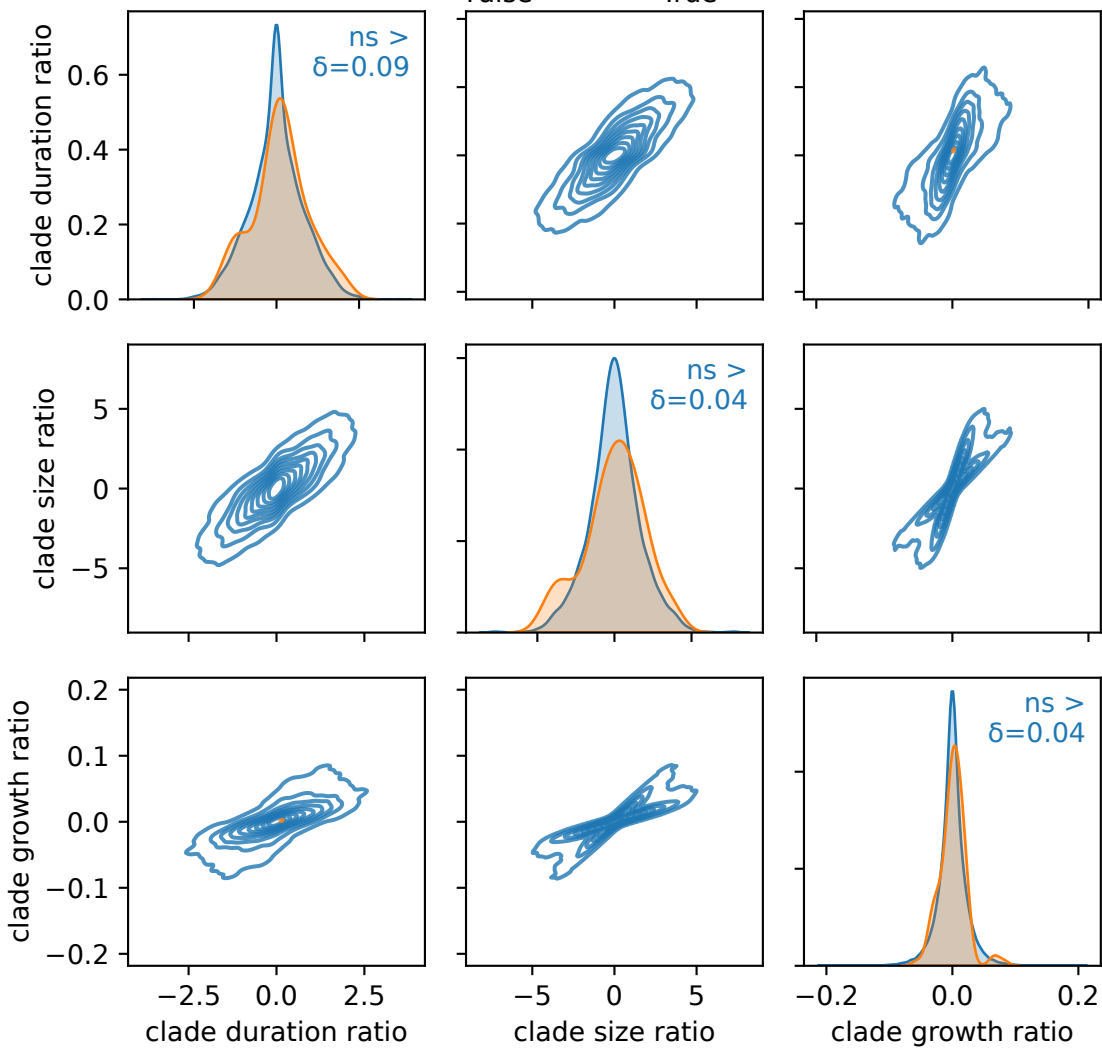 False True
clade duration ratio
0.6
0.4
0.2
0.0
ns >
δ=0.09
clade size ratio
5
0
−5
ns >
δ=0.04
clade growth ratio
0.2
0.1
0.0
−0.1
−0.2
ns >
δ=0.04
−2.5 0.0 2.5
−5 0 5
−0.2 0.0 0.2
clade duration ratio
clade size ratio
clade growth ratio